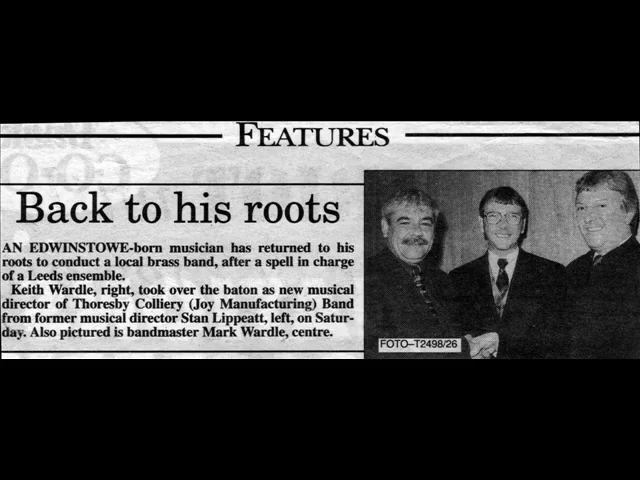 FEATURES
Back to his roots
AN EDWINSTOWE-born musician has returned to his
roots to conduct a local brass band, after a spell in charge
of a Leeds ensemble.
Keith Wardle, right, took over the baton as new musical
director of Thoresby Colliery (Joy Manufacturing) Band
from former musical director Stan Lippeatt, left, on Satur-
day. Also pictured is bandmaster Mark Wardle, centre.
FOTO–T2498/26